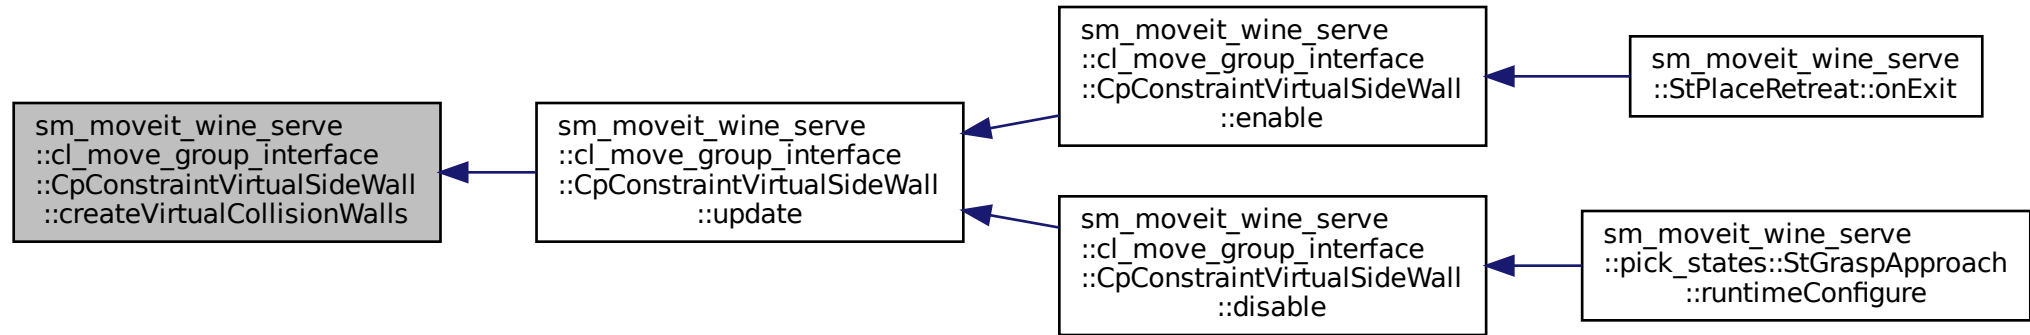 sm_moveit_wine_serve
::cl_move_group_interface
::CpConstraintVirtualSideWall
::createVirtualCollisionWalls
sm_moveit_wine_serve
::cl_move_group_interface
::CpConstraintVirtualSideWall
::update
sm_moveit_wine_serve
::cl_move_group_interface
::CpConstraintVirtualSideWall
::enable
sm_moveit_wine_serve
::StPlaceRetreat::onExit
sm_moveit_wine_serve
::cl_move_group_interface
::CpConstraintVirtualSideWall
::disable
sm_moveit_wine_serve
::pick_states::StGraspApproach
::runtimeConfigure